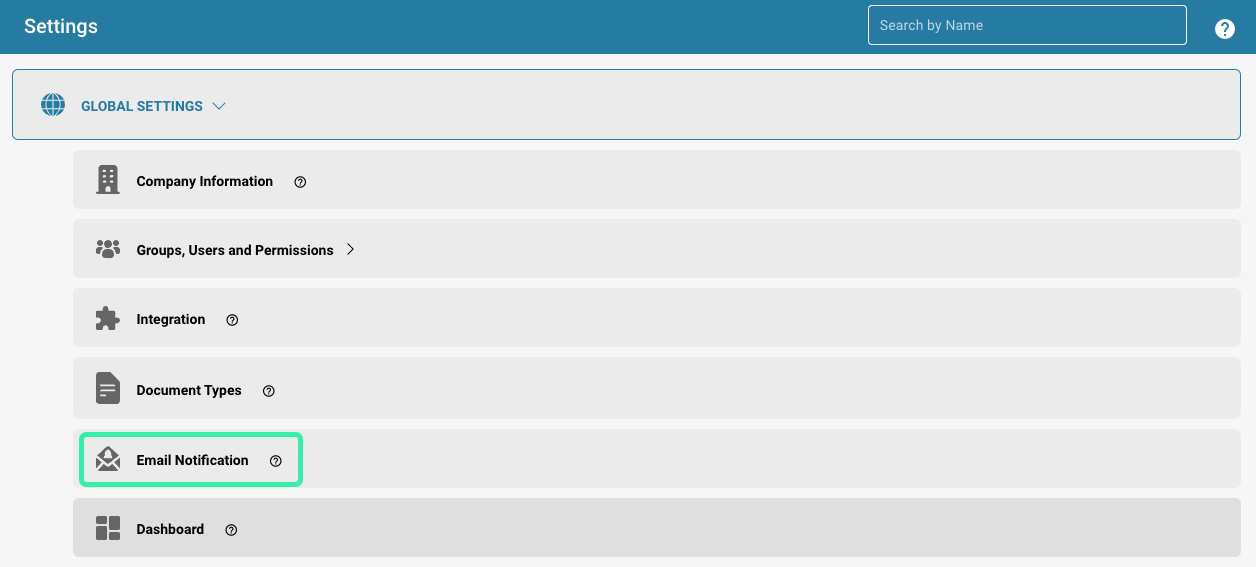 Settings
Search by Name
GLOBAL SETTINGS
Company Information
Groups, Users and Permissions
Integration
Document Types
Email Notification
Dashboard